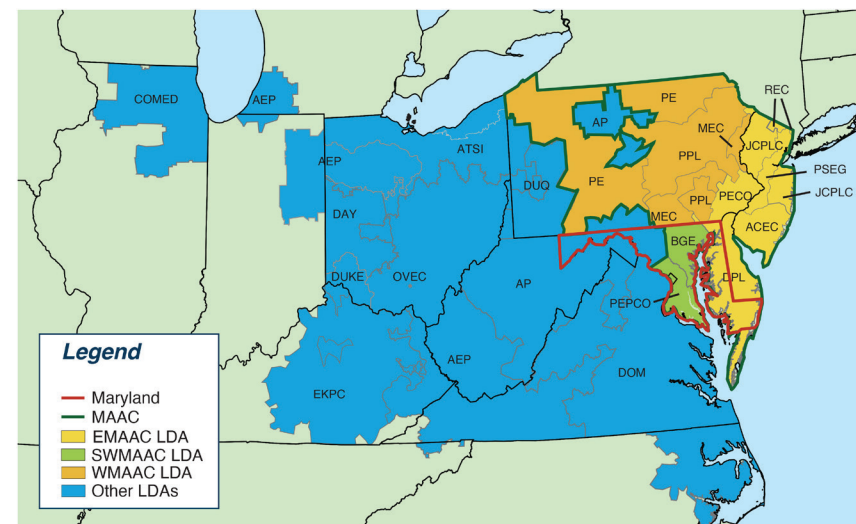 COMED
AEP
AP
PE
REC
MEC
JCPLC
ATSI
PPL
AEP
DUQ
PE
PECO
PSEG
JCPLC
PPL
MEC
DAY
ACEC
BGE
DPL
DUKE
OVEC
AP
PEPCO
AEP
DOM
EKPC
Legend
Maryland
MAAC
EMAAC LDA
SWMAAC LDA
WMAAC LDA
Other LDAs